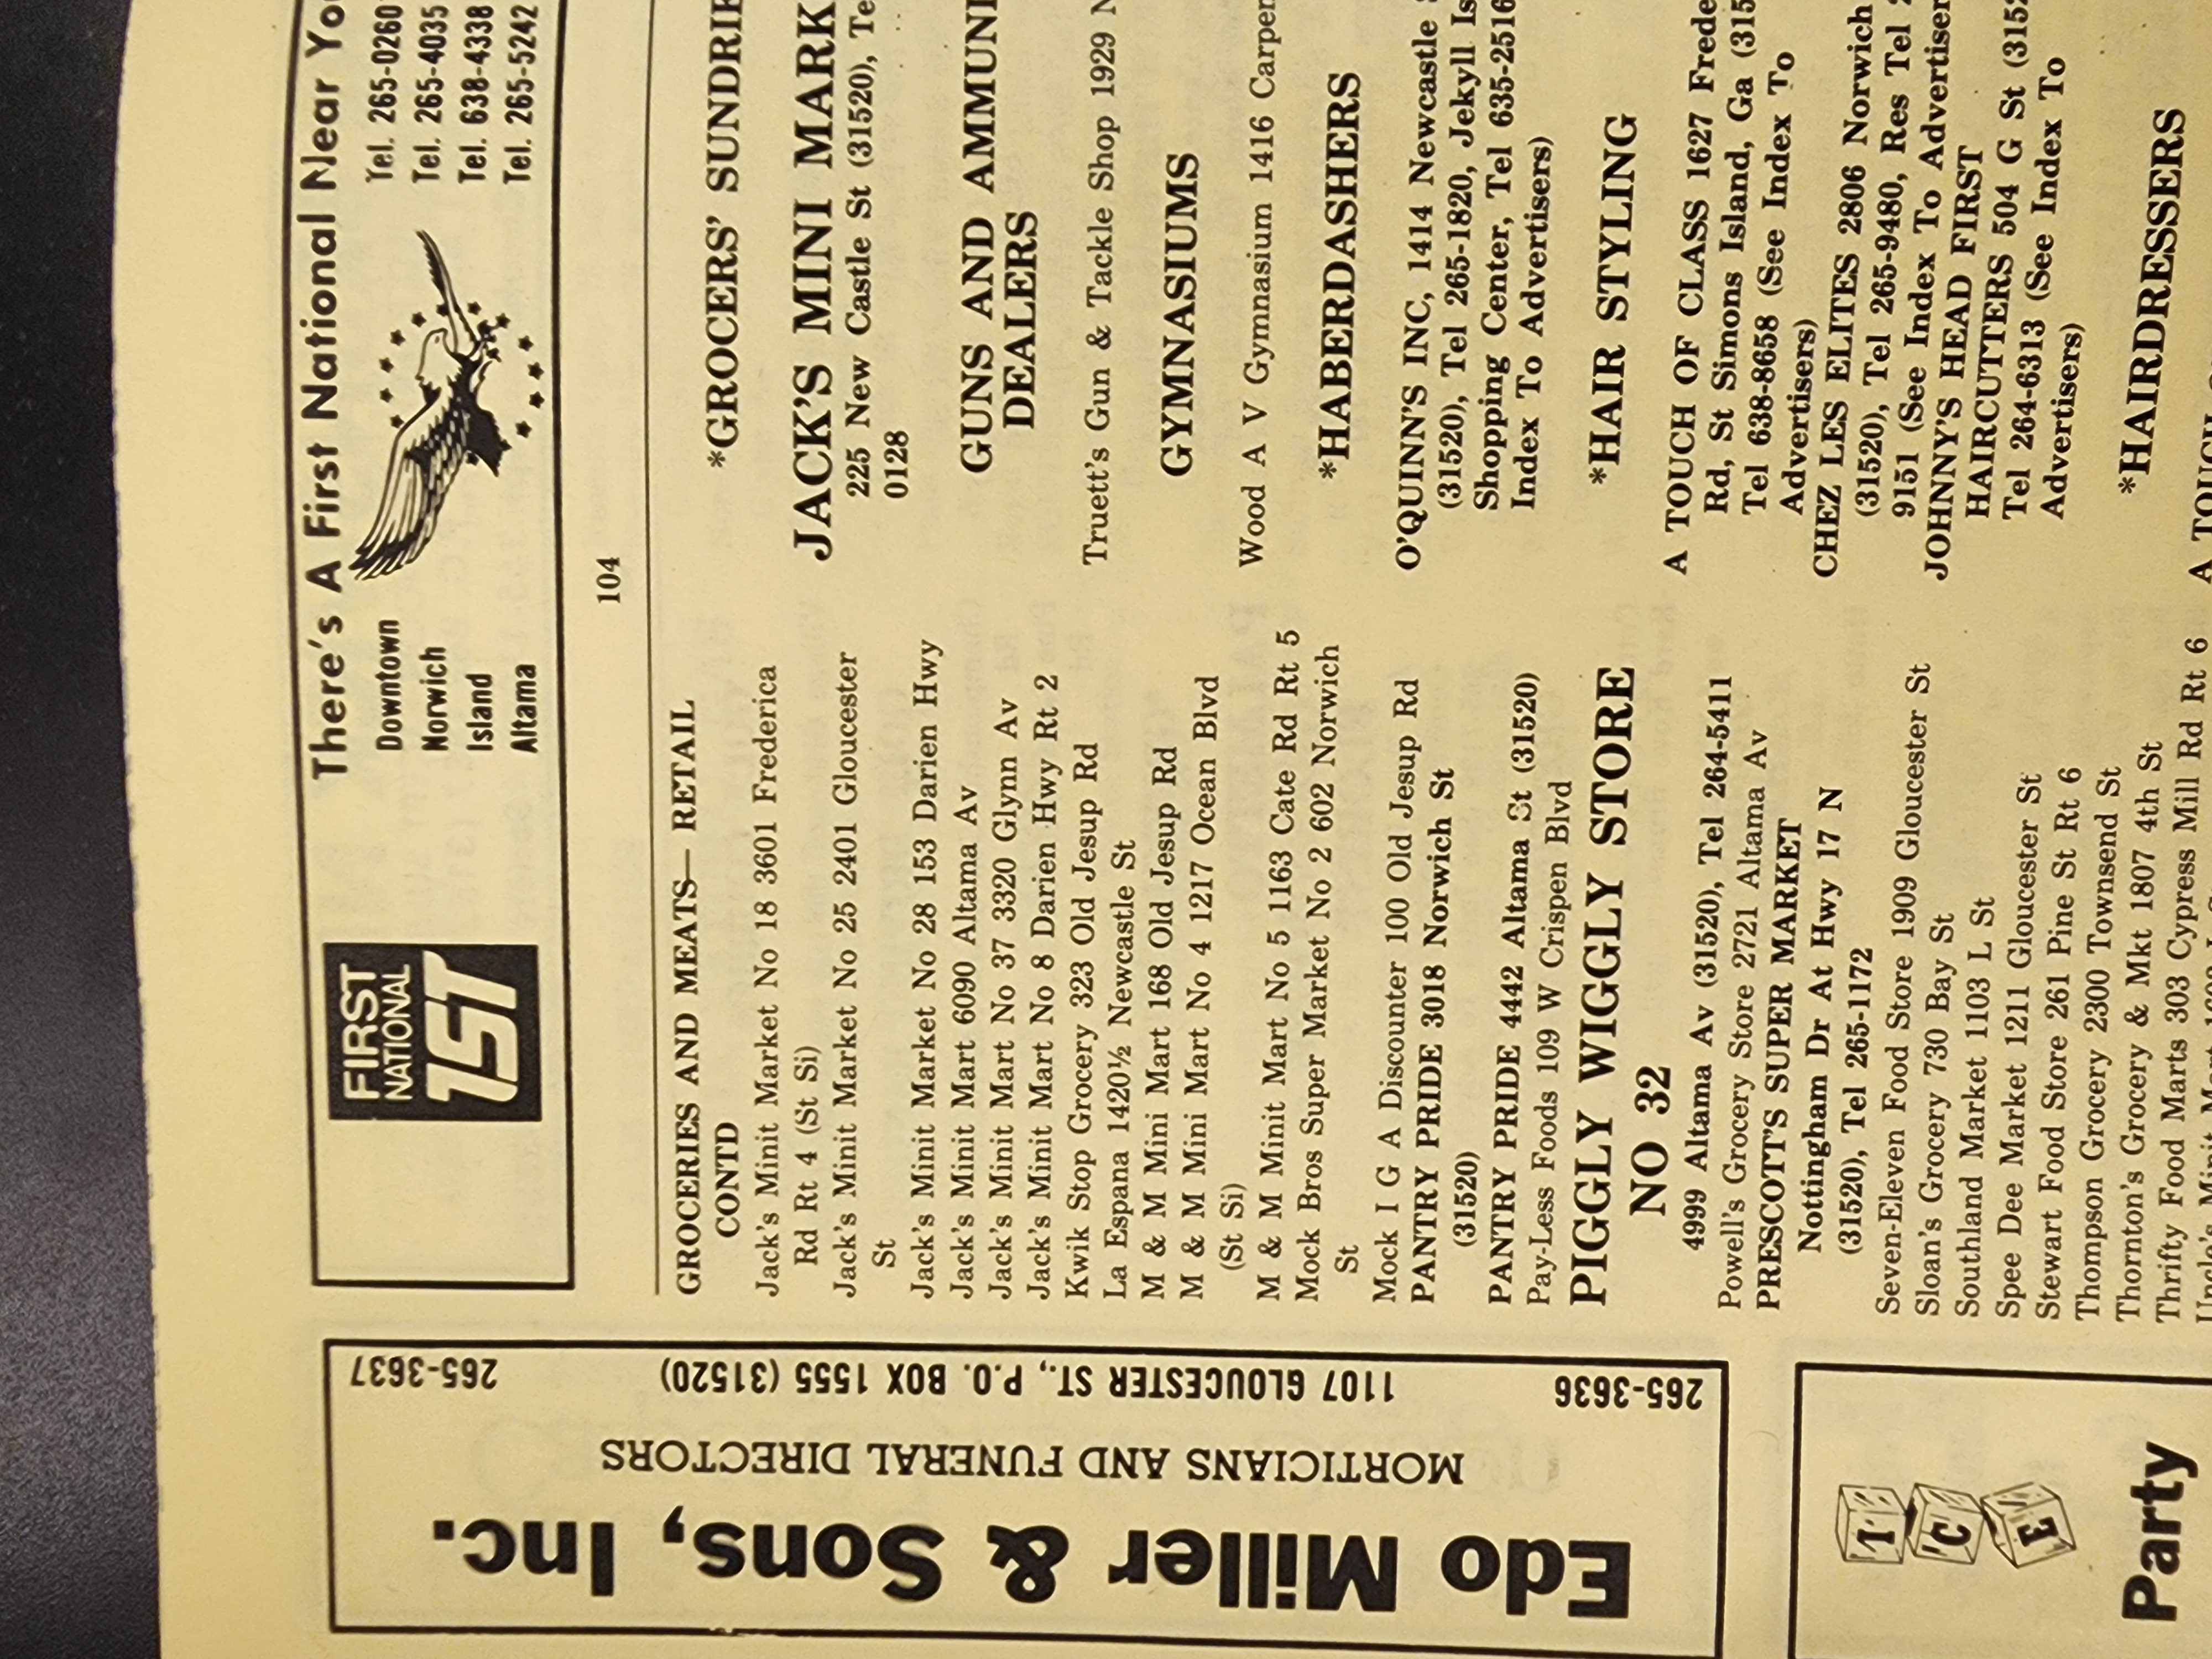 There's A First National Near
FIRST
NATIONAL
1ST
Downtown
Norwich
Island
Altama
Tel. 265-0260
Tel. 265-4035
Tel. 638-4338
Tel. 265-5242
104
GROCERIES AND MEATS— RETAIL
CONTD
Jack's Minit Market No 18 3601 Frederica
Rd Rt 4 (St Si)
Jack's Minit Market No 25 2401 Gloucester
St
Jack's Minit Market No 28 153 Darien Hwy
Jack's Minit Mart 6090 Altama Av
Jack's Minit Mart No 37 3320 Glynn Av
Jack's Minit Mart No 8 Darien Hwy Rt 2
Kwik Stop Grocery 323 Old Jesup Rd
La Espana 1420½ Newcastle St
M & M Mini Mart 168 Old Jesup Rd
M & M Mini Mart No 4 1217 Ocean Blvd
(St Si)
M & M Minit Mart No 5 1163 Cate Rd Rt 5
Mock Bros Super Market No 2 602 Norwich
St
Mock I G A Discounter 100 Old Jesup Rd
PANTRY PRIDE 3018 Norwich St
(31520)
PANTRY PRIDE 4442 Altama St (31520)
Pay-Less Foods 109 W Crispen Blvd
PIGGLY WIGGLY STORE
NO 32
4999 Altama Av (31520), Tel 264-5411
Powell's Grocery Store 2721 Altama Av
PRESCOTT'S SUPER MARKET
Nottingham Dr At Hwy 17 N
(31520), Tel 265-1172
Seven-Eleven Food Store 1909 Gloucester St
Sloan's Grocery 730 Bay St
Southland Market 1103 L St
Spee Dee Market 1211 Gloucester St
Stewart Food Store 261 Pine St Rt 6
Thompson Grocery 2300 Townsend St
Thornton's Grocery & Mkt 1807 4th St
Thrifty Food Marts 303 Cypress Mill Rd Rt 6
*GROCERS' SUNDRIE
JACK'S MINI MARK
225 New Castle St (31520), Te
0128
GUNS AND AMMUNI
DEALERS
Truett's Gun & Tackle Shop 1929 N
GYMNASIUMS
Wood A V Gymnasium 1416 Carpen
*HABERDASHERS
O'QUINN'S INC, 1414 Newcastle
(31520), Tel 265-1820, Jekyll Is
Shopping Center, Tel 635-2516
Index To Advertisers)
*HAIR STYLING
A TOUCH OF CLASS 1627 Frede
Rd, St Simons Island, Ga (315
Tel 638-8658 (See Index To
Advertisers)
CHEZ LES ELITES 2806 Norwich
(31520), Tel 265-9480, Res Tel 2
9151 (See Index To Advertiser
JOHNNY'S HEAD FIRST
HAIRCUTTERS 504 G St (3152
Tel 264-6313 (See Index To
Advertisers)
*HAIRDRESSERS
Edo Miller & Sons, Inc.
MORTICIANS AND FUNERAL DIRECTORS
265-3636
1107 GLOUCESTER ST., P.O. BOX 1555 (31520)
265-3637
ICE
Party